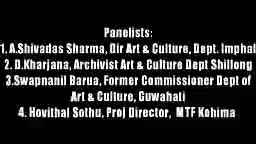 Panelists:
1. A.Shivadas Sharma, Dir Art & Culture, Dept. Imphal
2. D.Kharjana, Archivist Art & Culture Dept Shillong
3.Swapnanil Barua, Former Commissioner Dept of
Art & Culture, Guwahati
4. Hovithal Sothu, Proj Director, MTF Kohima